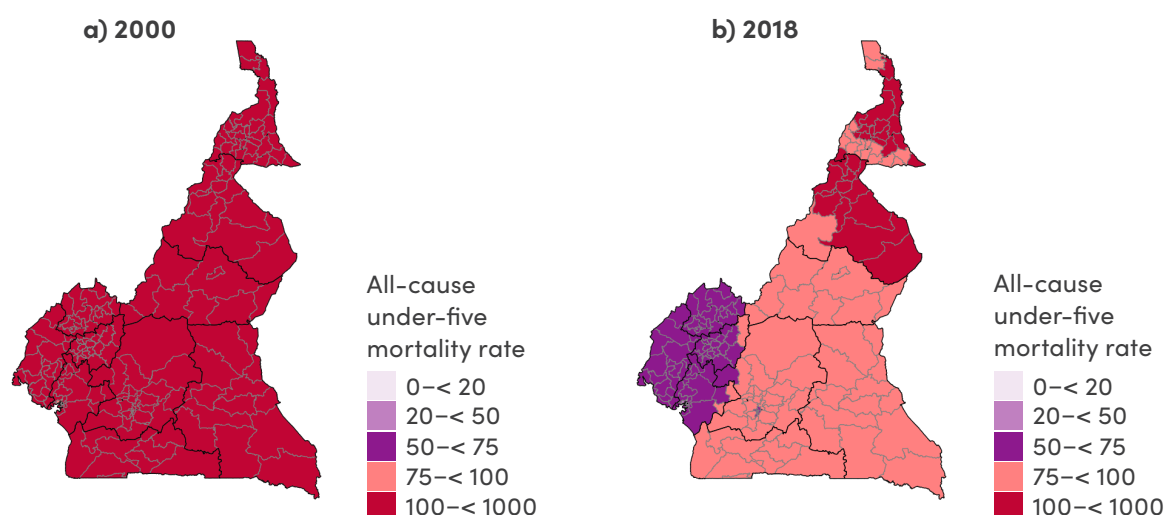 a) 2000
All-cause
under-five
mortality rate
0–< 20
20–< 50
50–< 75
75–< 100
100–< 1000
b) 2018
All-cause
under-five
mortality rate
0–< 20
20–< 50
50–< 75
75–< 100
100–< 1000